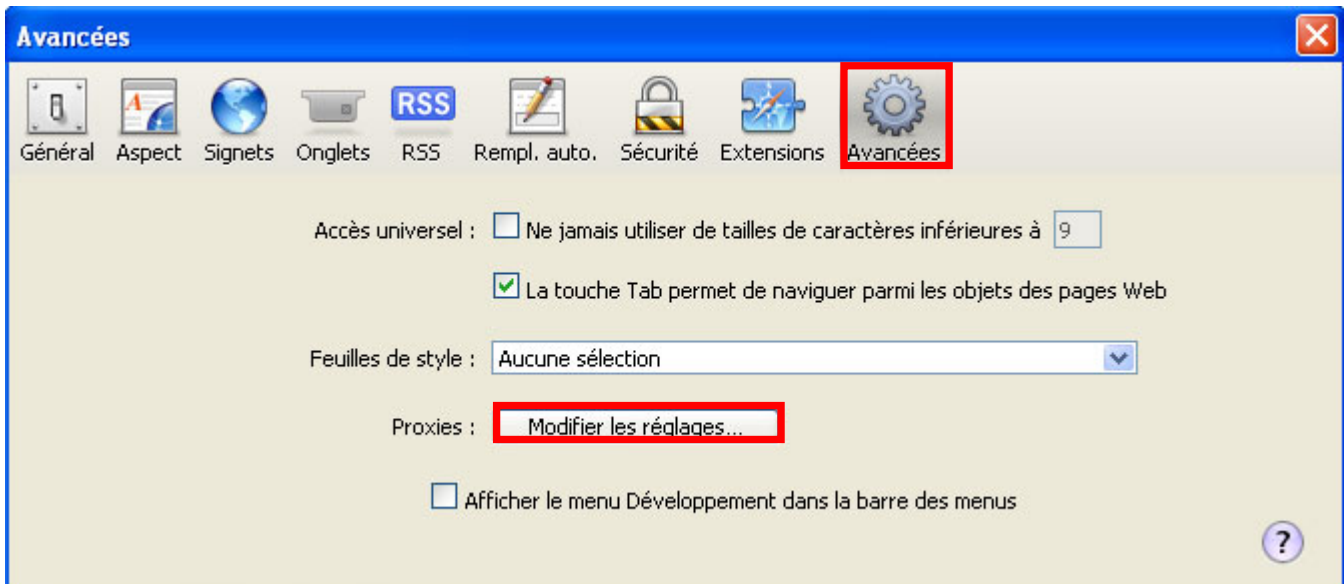 Avancées
RSS
Général Aspect Signets Onglets RSS Rempl. auto. Sécurité Extensions Avancées
Accès universel : Ne jamais utiliser de tailles de caractères inférieures à 9
La touche Tab permet de naviguer parmi les objets des pages Web
Feuilles de style : Aucune sélection
Proxies : Modifier les réglages...
Afficher le menu Développement dans la barre des menus
?